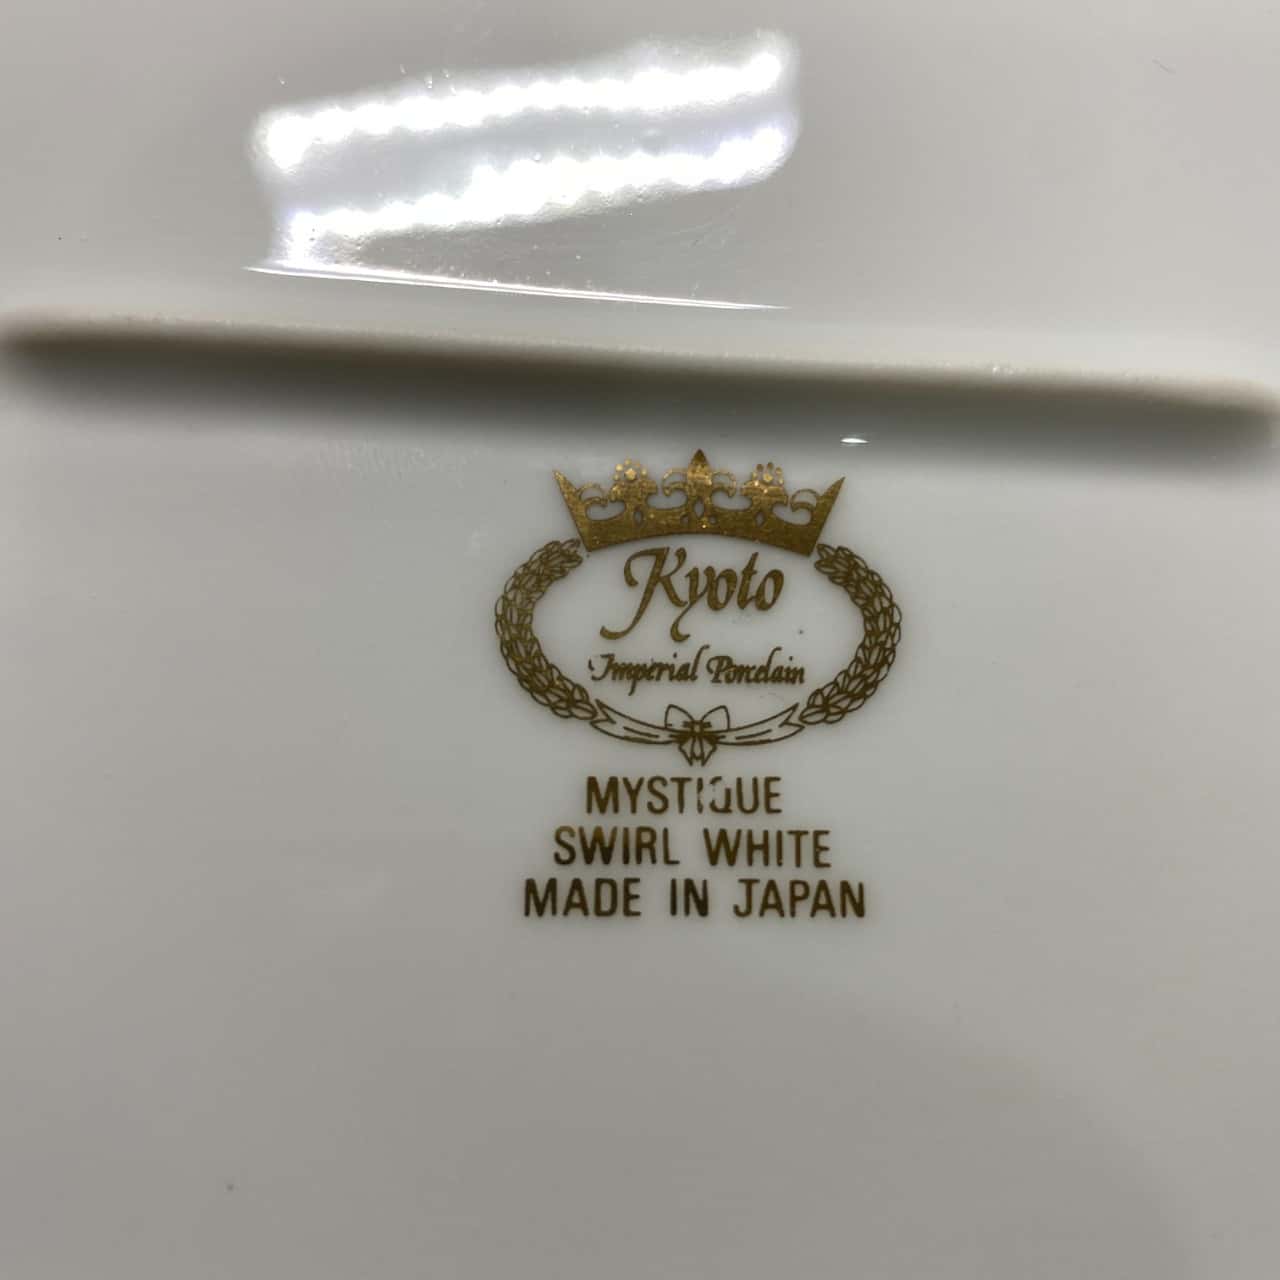 Kyoto
Imperial Porcelain
MYSTIQUE
SWIRL WHITE
MADE IN JAPAN